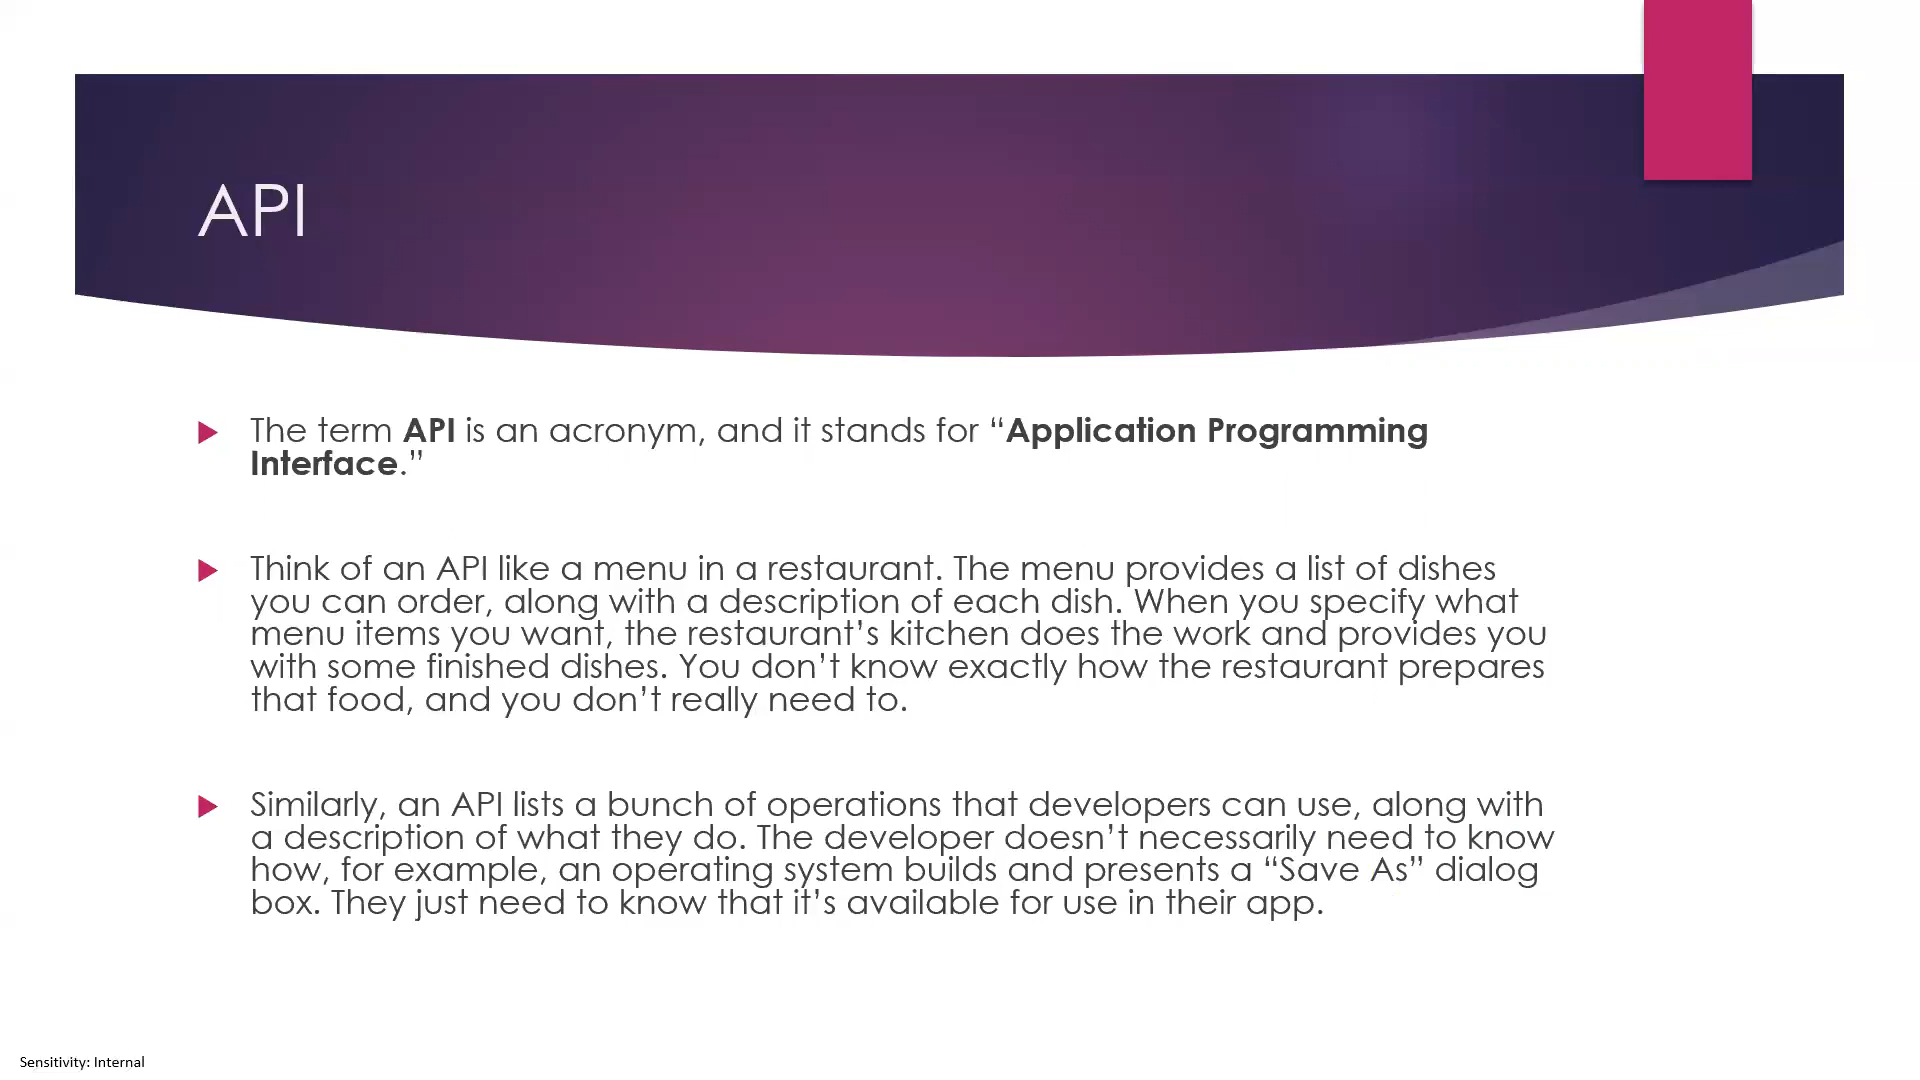 API
The term API is an acronym, and it stands for “Application Programming
Interface.”
Think of an API like a menu in a restaurant. The menu provides a list of dishes
you can order, along with a description of each dish. When you specify what
menu items you want, the restaurant’s kitchen does the work and provides you
with some finished dishes. You don’t know exactly how the restaurant prepares
that food, and you don’t really need to.
Similarly, an API lists a bunch of operations that developers can use, along with
a description of what they do. The developer doesn’t necessarily need to know
how, for example, an operating system builds and presents a “Save As” dialog
box. They just need to know that it’s available for use in their app.
Sensitivity: Internal